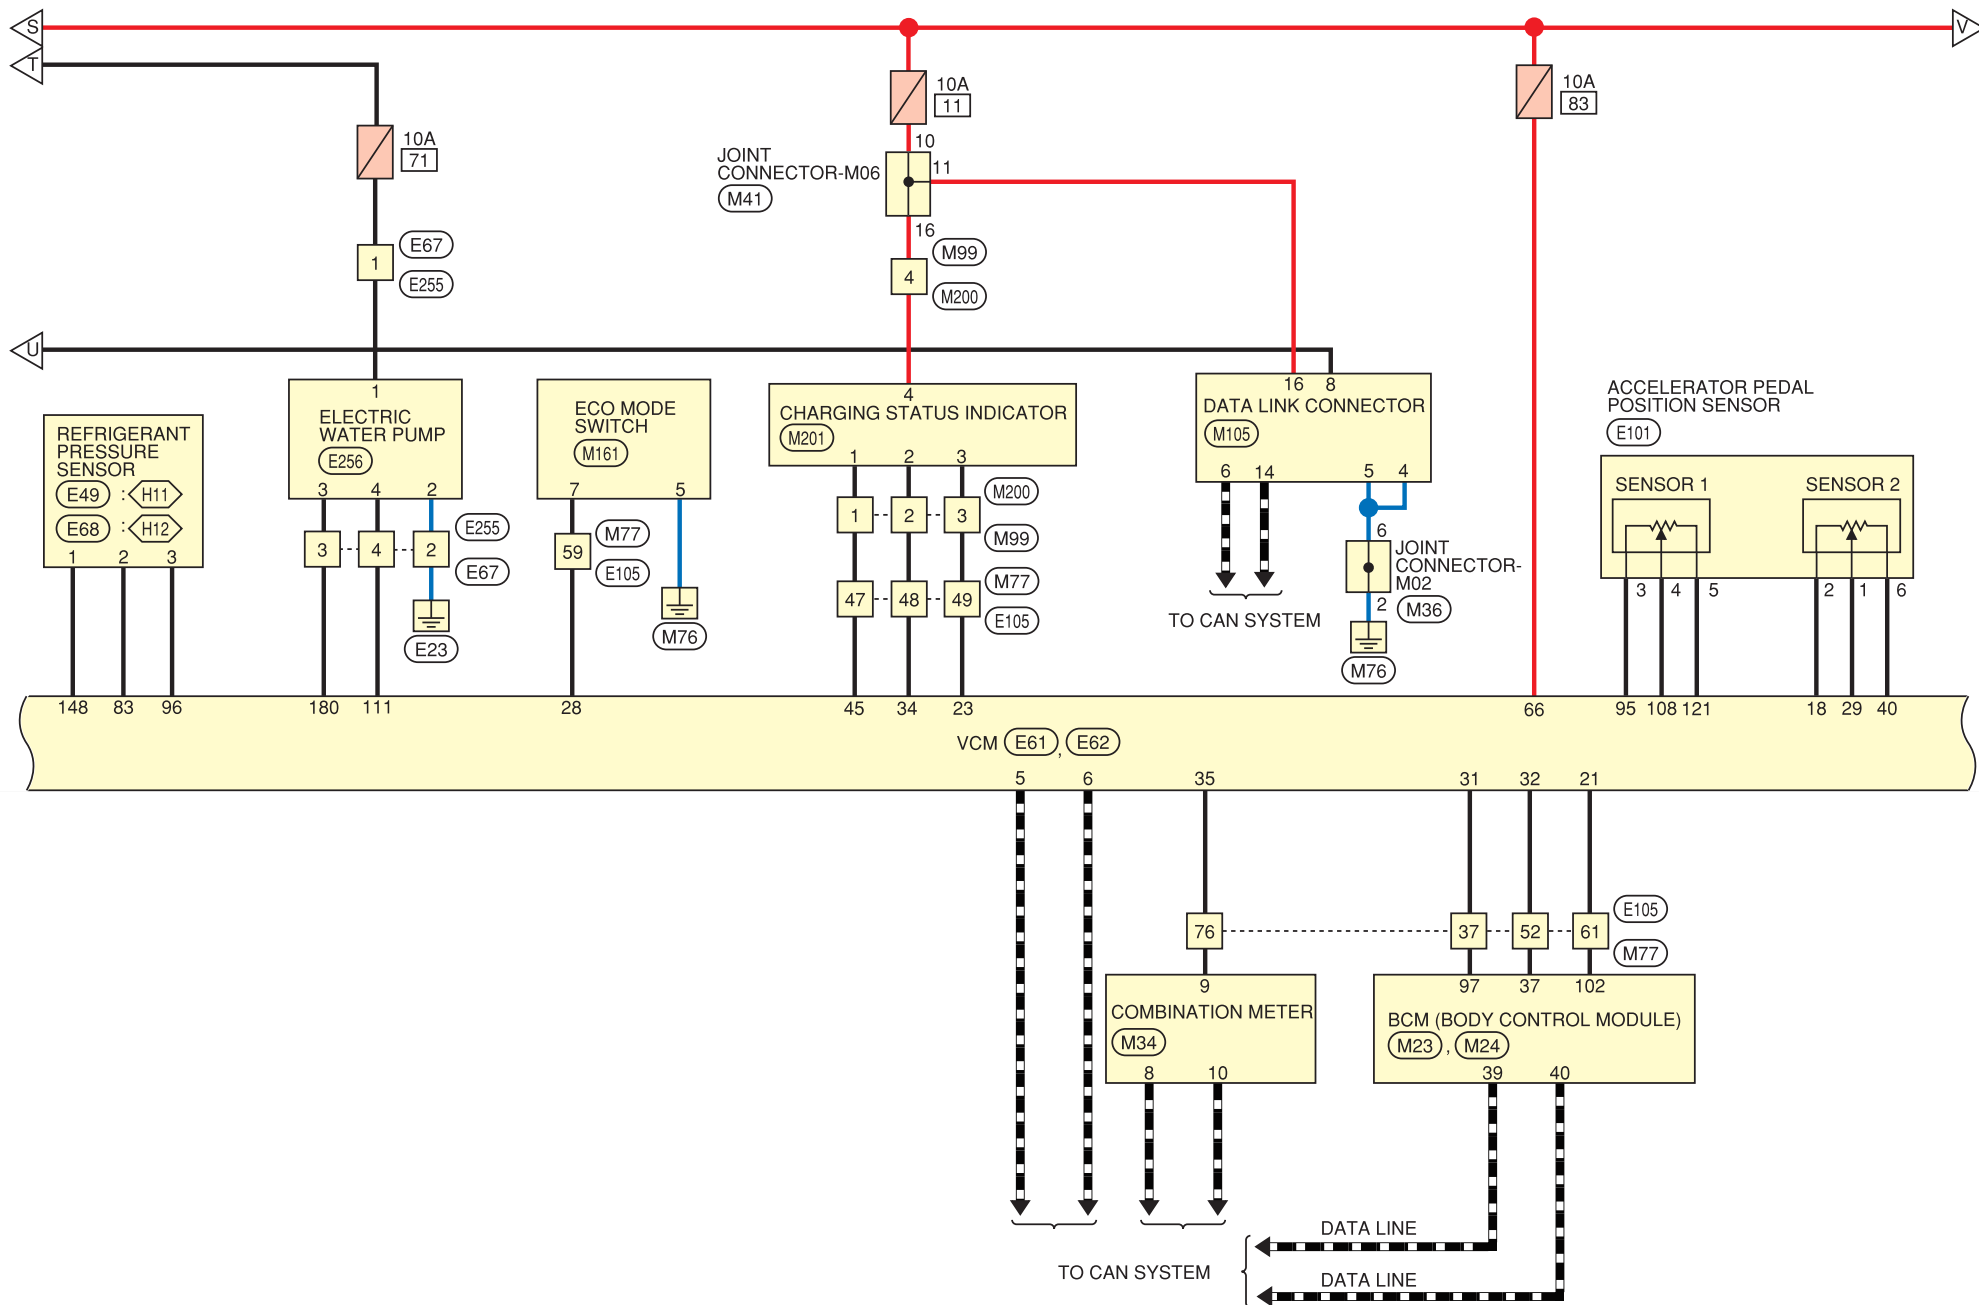 S
V
T
10A
11
10A
83
10A
71
10
JOINT
CONNECTOR-M06
M41
11
16
E67
1
E255
M99
4
M200
U
1
ELECTRIC
WATER PUMP
E256
3 4 2
ECO MODE
SWITCH
M161
7 5
4
CHARGING STATUS INDICATOR
M201
1 2 3
16 8
DATA LINK CONNECTOR
M105
6 14 5 4
ACCELERATOR PEDAL
POSITION SENSOR
E101
SENSOR 1
SENSOR 2
3 4 5
2 1 6
REFRIGERANT
PRESSURE
SENSOR
E49 : H11
E68 : H12
1 2 3
3 4 2
E255
E67
E23
59
M77
E105
M76
1 2 3
M200
M99
47 48 49
M77
E105
TO CAN SYSTEM
6
JOINT
CONNECTOR-
M02
2
M36
M76
148 83 96 180 111 28 45 34 23 66 95 108 121 18 29 40
VCM E61 , E62
5 6 35 31 32 21
76 37 52 61
E105
M77
9
COMBINATION METER
M34
8 10
97 37 102
BCM (BODY CONTROL MODULE)
M23 , M24
39 40
DATA LINE
TO CAN SYSTEM
DATA LINE